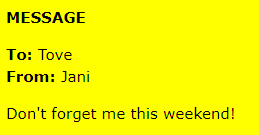 MESSAGE
To: Tove
From: Jani
Don't forget me this weekend!